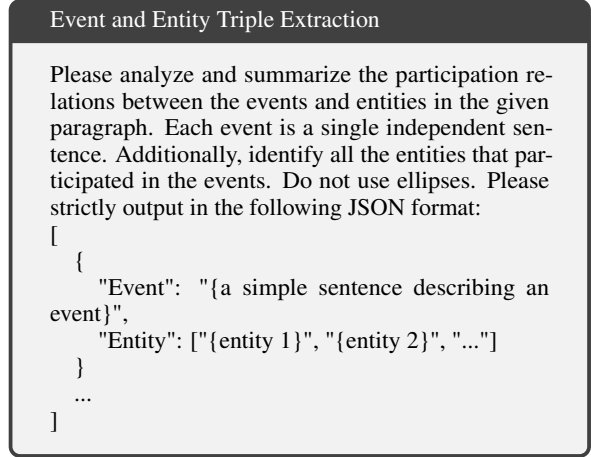 Event and Entity Triple Extraction
Please analyze and summarize the participation re-
lations between the events and entities in the given
paragraph. Each event is a single independent sen-
tence. Additionally, identify all the entities that par-
ticipated in the events. Do not use ellipses. Please
strictly output in the following JSON format:
[
{
"Event": "{a simple sentence describing an
event}",
"Entity": ["{entity 1}", "{entity 2}", "..."]
}
...
]